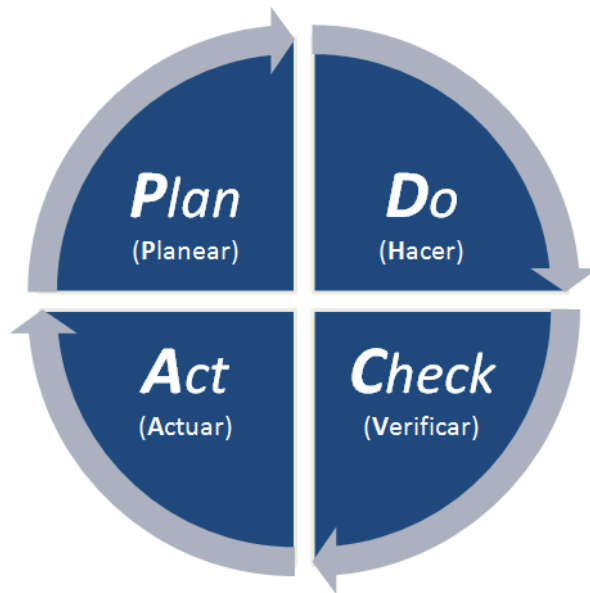 Plan
(Planear)
Do
(Hacer)
Act
(Actuar)
Check
(Verificar)